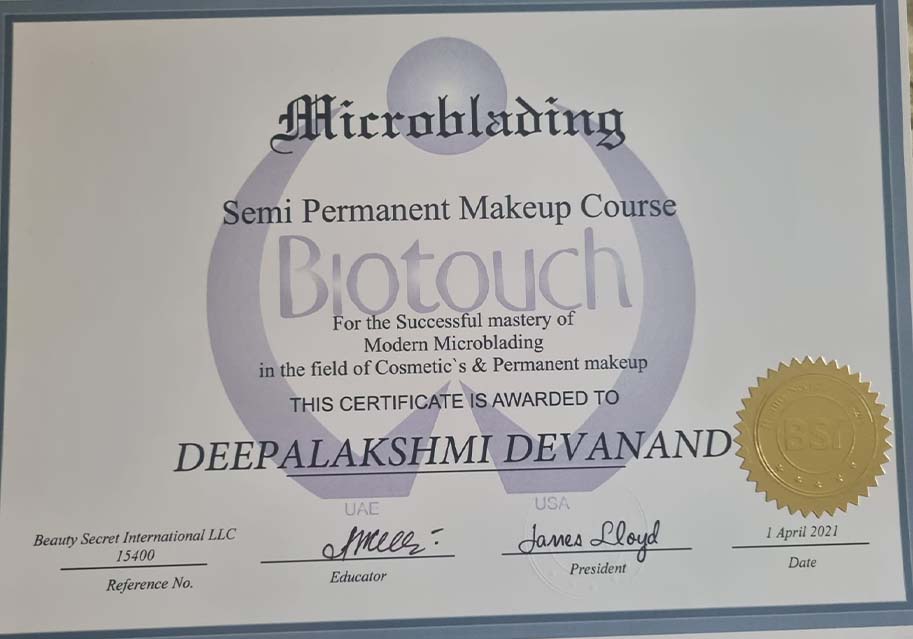 Microblading
Semi Permanent Makeup Course
Biotouch
For the Successful mastery of
Modern Microblading
in the field of Cosmetic`s & Permanent makeup
THIS CERTIFICATE IS AWARDED TO
DEEPALAKSHMI DEVANAND
BSI
UAE USA
Beauty Secret International LLC
15400
Reference No.
Educator
James Lloyd
President
1 April 2021
Date